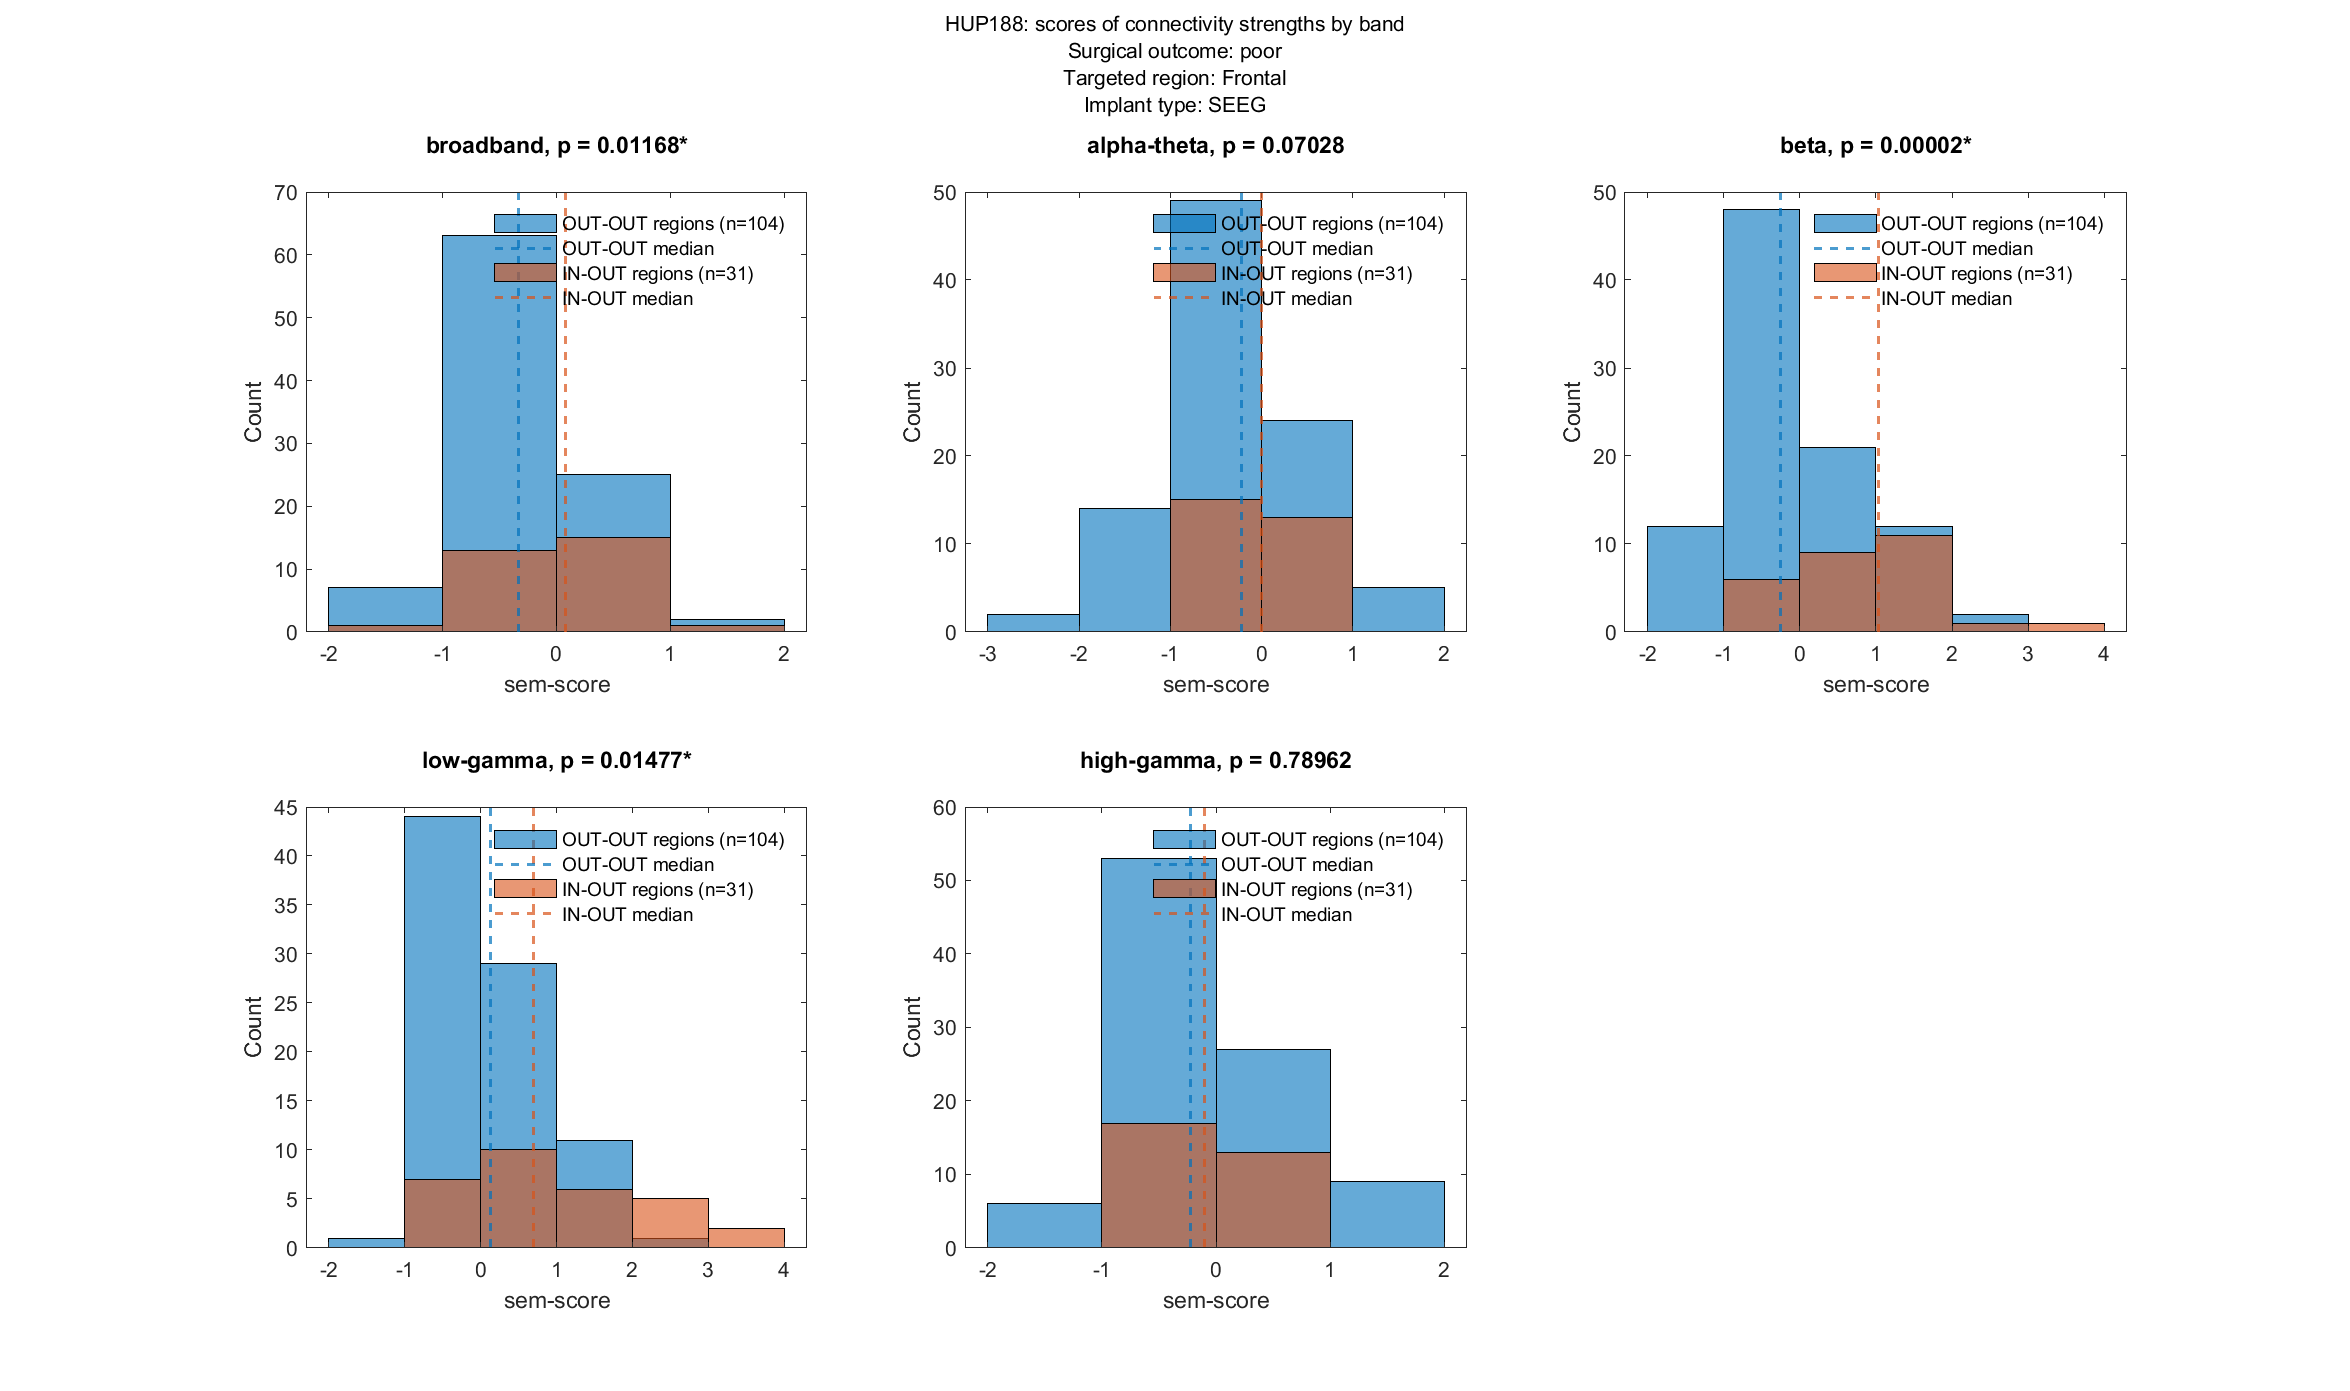 HUP188: scores of connectivity strengths by band
Surgical outcome: poor
Targeted region: Frontal
Implant type: SEEG
broadband, p = 0.01168*
70
60
50
40
30
20
10
0
Count
OUT-OUT regions (n=104)
OUT-OUT median
IN-OUT regions (n=31)
IN-OUT median
-2 -1 0 1 2
sem-score
alpha-theta, p = 0.07028
50
40
30
20
10
0
Count
OUT-OUT regions (n=104)
OUT-OUT median
IN-OUT regions (n=31)
IN-OUT median
-3 -2 -1 0 1 2
sem-score
beta, p = 0.00002*
50
40
30
20
10
0
Count
OUT-OUT regions (n=104)
OUT-OUT median
IN-OUT regions (n=31)
IN-OUT median
-2 -1 0 1 2 3 4
sem-score
low-gamma, p = 0.01477*
45
40
35
30
25
20
15
10
5
0
Count
OUT-OUT regions (n=104)
OUT-OUT median
IN-OUT regions (n=31)
IN-OUT median
-2 -1 0 1 2 3 4
sem-score
high-gamma, p = 0.78962
60
50
40
30
20
10
0
Count
OUT-OUT regions (n=104)
OUT-OUT median
IN-OUT regions (n=31)
IN-OUT median
-2 -1 0 1 2
sem-score